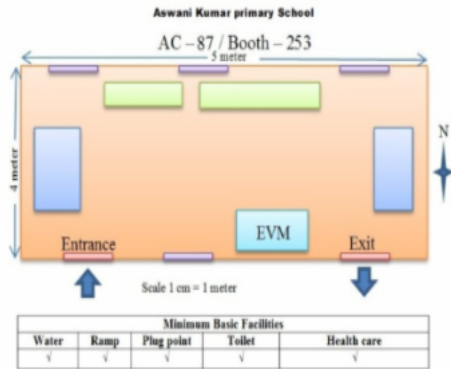 Aswani Kumar primary School
AC – 87 / Booth – 253
5 meter
4 meter
N
EVM
Entrance
Exit
Scale 1 cm = 1 meter
Minimum Basic Facilities
Water Ramp Plug point Toilet Health care
√ √ √ √ √